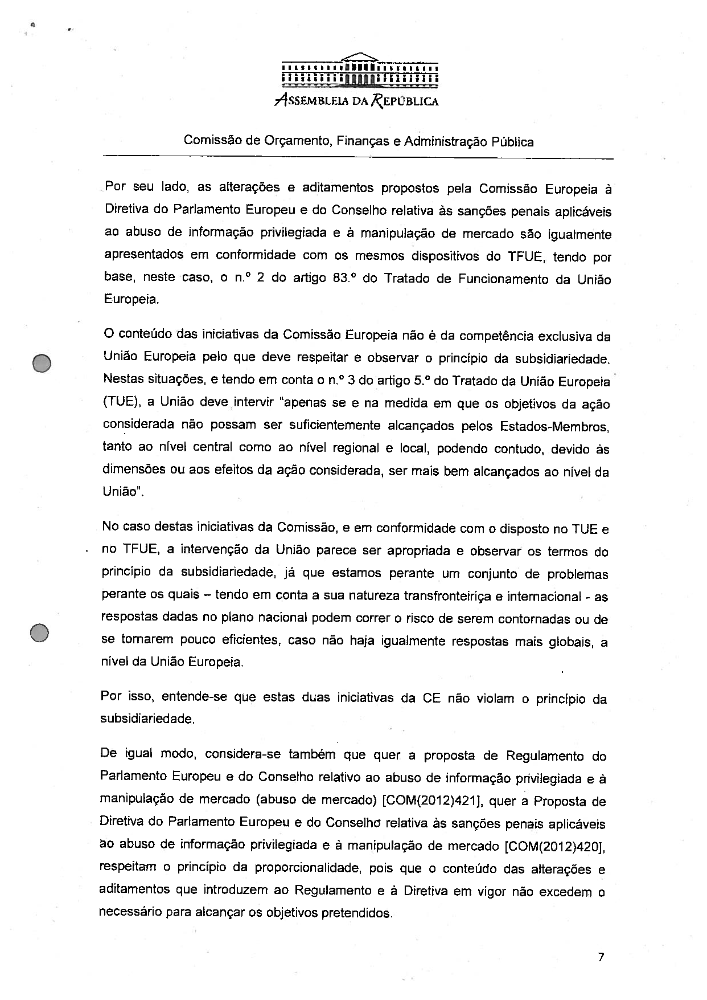 ASSEMBLEIA DA REPÚBLICA
Comissão de Orçamento, Finanças e Administração Pública
Por seu lado, as alterações e aditamentos propostos pela Comissão Europeia à
Diretiva do Parlamento Europeu e do Conselho relativa às sanções penais aplicáveis
ao abuso de informação privilegiada e à manipulação de mercado são igualmente
apresentados em conformidade com os mesmos dispositivos do TFUE, tendo por
base, neste caso, o n.º 2 do artigo 83.º do Tratado de Funcionamento da União
Europeia.
O conteúdo das iniciativas da Comissão Europeia não é da competência exclusiva da
União Europeia pelo que deve respeitar e observar o princípio da subsidiariedade.
Nestas situações, e tendo em conta o n.º 3 do artigo 5.º do Tratado da União Europeia
(TUE), a União deve intervir "apenas se e na medida em que os objetivos da ação
considerada não possam ser suficientemente alcançados pelos Estados-Membros,
tanto ao nível central como ao nível regional e local, podendo contudo, devido às
dimensões ou aos efeitos da ação considerada, ser mais bem alcançados ao nível da
União".
No caso destas iniciativas da Comissão, e em conformidade com o disposto no TUE e
no TFUE, a intervenção da União parece ser apropriada e observar os termos do
princípio da subsidiariedade, já que estamos perante um conjunto de problemas
perante os quais – tendo em conta a sua natureza transfronteiriça e internacional - as
respostas dadas no plano nacional podem correr o risco de serem contornadas ou de
se tornarem pouco eficientes, caso não haja igualmente respostas mais globais, a
nível da União Europeia.
Por isso, entende-se que estas duas iniciativas da CE não violam o princípio da
subsidiariedade.
De igual modo, considera-se também que quer a proposta de Regulamento do
Parlamento Europeu e do Conselho relativo ao abuso de informação privilegiada e à
manipulação de mercado (abuso de mercado) [COM(2012)421], quer a Proposta de
Diretiva do Parlamento Europeu e do Conselho relativa às sanções penais aplicáveis
ao abuso de informação privilegiada e à manipulação de mercado [COM(2012)420],
respeitam o princípio da proporcionalidade, pois que o conteúdo das alterações e
aditamentos que introduzem ao Regulamento e à Diretiva em vigor não excedem o
necessário para alcançar os objetivos pretendidos.
7